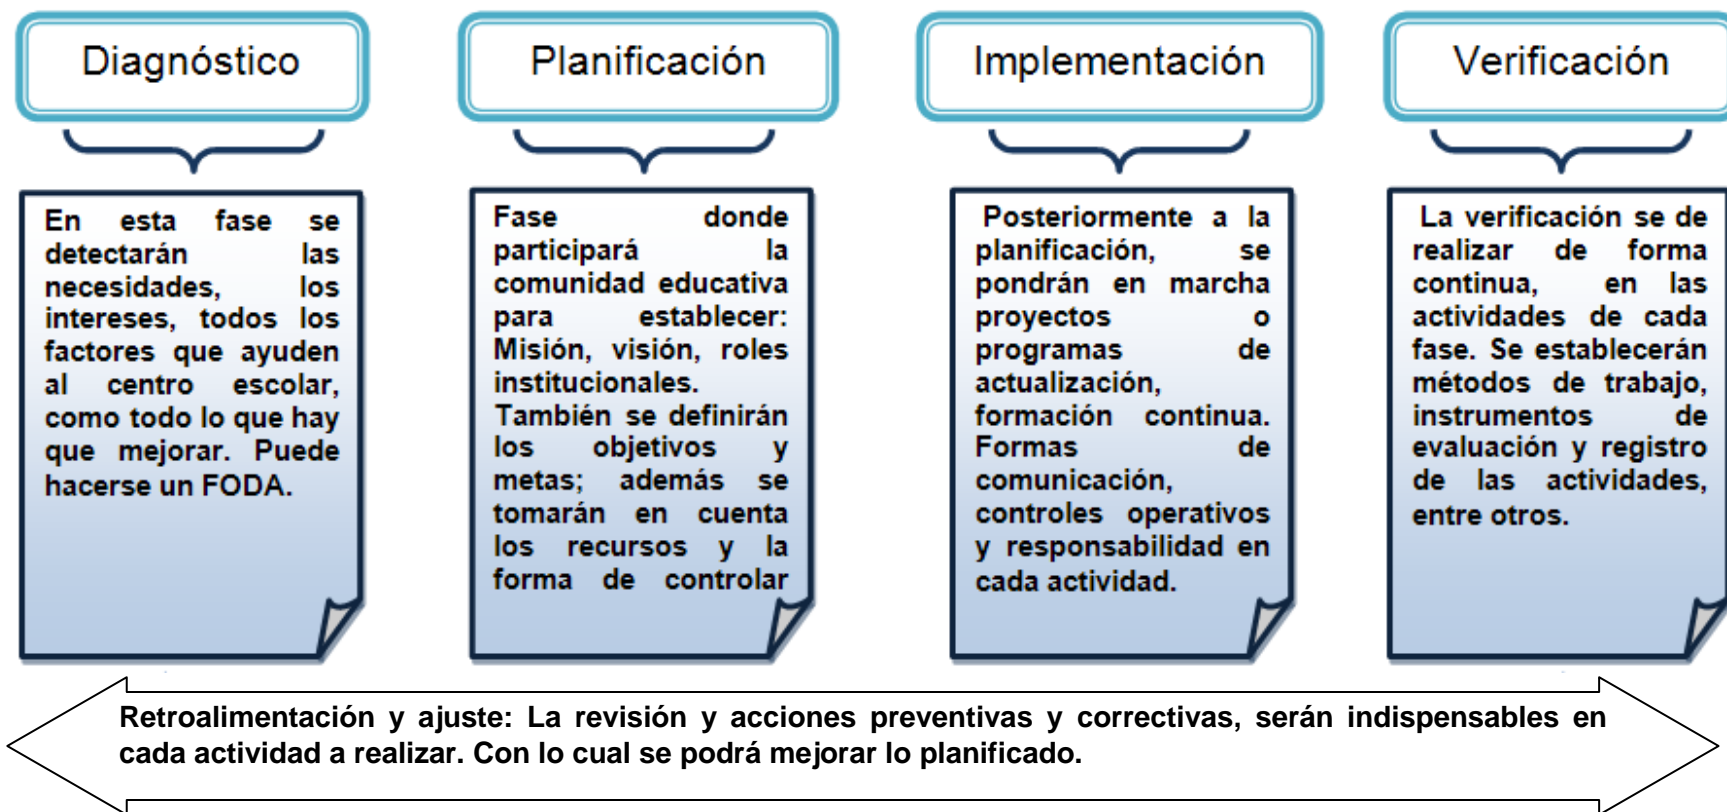 Diagnóstico
En esta fase se
detectarán las
necesidades, los
intereses, todos los
factores que ayuden
al centro escolar,
como todo lo que hay
que mejorar. Puede
hacerse un FODA.
Planificación
Fase donde
participará la
comunidad educativa
para establecer:
Misión, visión, roles
institucionales.
También se definirán
los objetivos y
metas; además se
tomarán en cuenta
los recursos y la
forma de controlar
Implementación
Posteriormente a la
planificación, se
pondrán en marcha
proyectos o
programas de
actualización,
formación continua.
Formas de
comunicación,
controles operativos
y responsabilidad en
cada actividad.
Verificación
La verificación se de
realizar de forma
continua, en las
actividades de cada
fase. Se establecerán
métodos de trabajo,
instrumentos de
evaluación y registro
de las actividades,
entre otros.
Retroalimentación y ajuste: La revisión y acciones preventivas y correctivas, serán indispensables en
cada actividad a realizar. Con lo cual se podrá mejorar lo planificado.